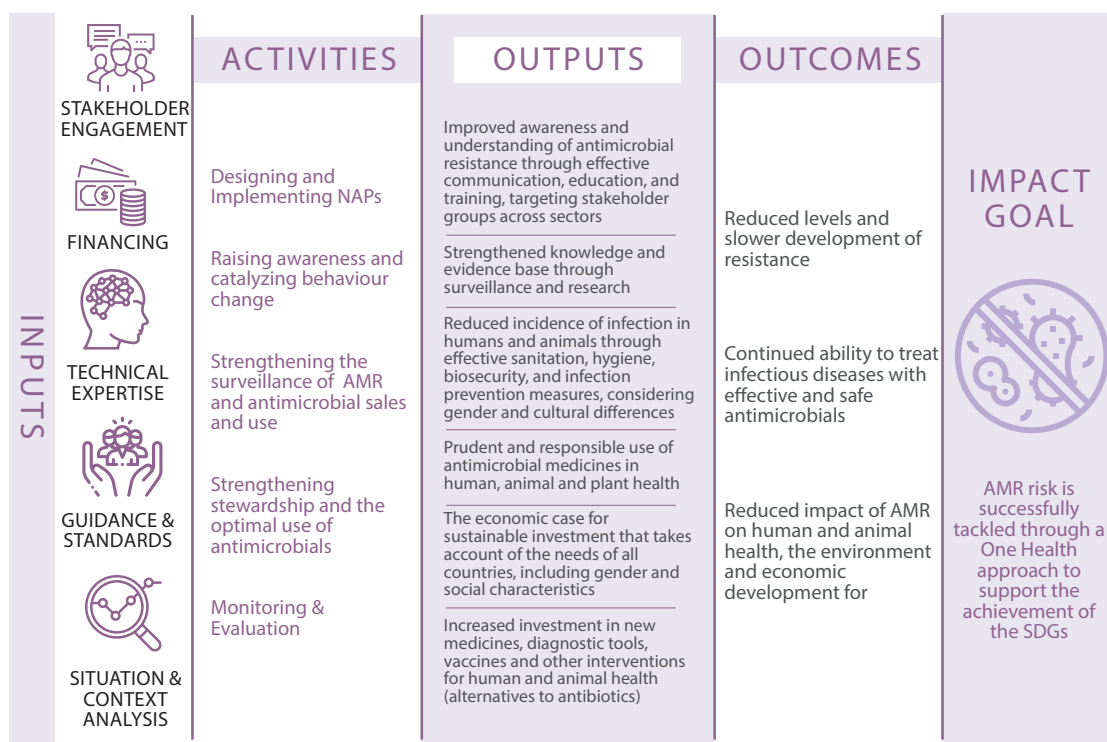 INPUTS
STAKEHOLDER
ENGAGEMENT
FINANCING
TECHNICAL
EXPERTISE
GUIDANCE &
STANDARDS
SITUATION &
CONTEXT
ANALYSIS
ACTIVITIES
Designing and
Implementing NAPs
Raising awareness and
catalyzing behaviour
change
Strengthening the
surveillance of AMR
and antimicrobial sales
and use
Strengthening
stewardship and the
optimal use of
antimicrobials
Monitoring &
Evaluation
OUTPUTS
Improved awareness and
understanding of antimicrobial
resistance through effective
communication, education, and
training, targeting stakeholder
groups across sectors
Strengthened knowledge and
evidence base through
surveillance and research
Reduced incidence of infection in
humans and animals through
effective sanitation, hygiene,
biosecurity, and infection
prevention measures, considering
gender and cultural differences
Prudent and responsible use of
antimicrobial medicines in
human, animal and plant health
The economic case for
sustainable investment that takes
account of the needs of all
countries, including gender and
social characteristics
Increased investment in new
medicines, diagnostic tools,
vaccines and other interventions
for human and animal health
(alternatives to antibiotics)
OUTCOMES
Reduced levels and
slower development of
resistance
Continued ability to treat
infectious diseases with
effective and safe
antimicrobials
Reduced impact of AMR
on human and animal
health, the environment
and economic
development for
IMPACT
GOAL
AMR risk is
successfully
tackled through a
One Health
approach to
support the
achievement of
the SDGs